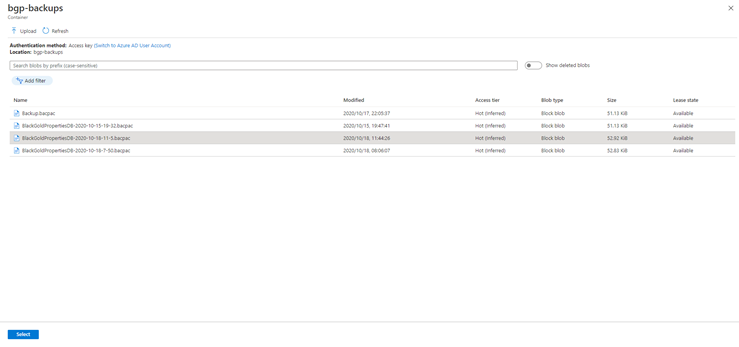 bgp-backups
Container
Upload Refresh
Authentication method: Access key (Switch to Azure AD User Account)
Location: bgp-backups
Search blobs by prefix (case-sensitive) Show deleted blobs
Add filter
Name Modified Access tier Blob type Size Lease state
Backup.bacpac 2020/10/17, 22:05:37 Hot (Inferred) Block blob 51.13 KiB Available
BlackGoldPropertiesDB-2020-10-15-19-32.bacpac 2020/10/15, 19:47:41 Hot (Inferred) Block blob 51.13 KiB Available
BlackGoldPropertiesDB-2020-10-16-11-5.bacpac 2020/10/18, 11:44:26 Hot (Inferred) Block blob 52.92 KiB Available
BlackGoldPropertiesDB-2020-10-18-7-50.bacpac 2020/10/18, 08:06:07 Hot (Inferred) Block blob 52.83 KiB Available
Select